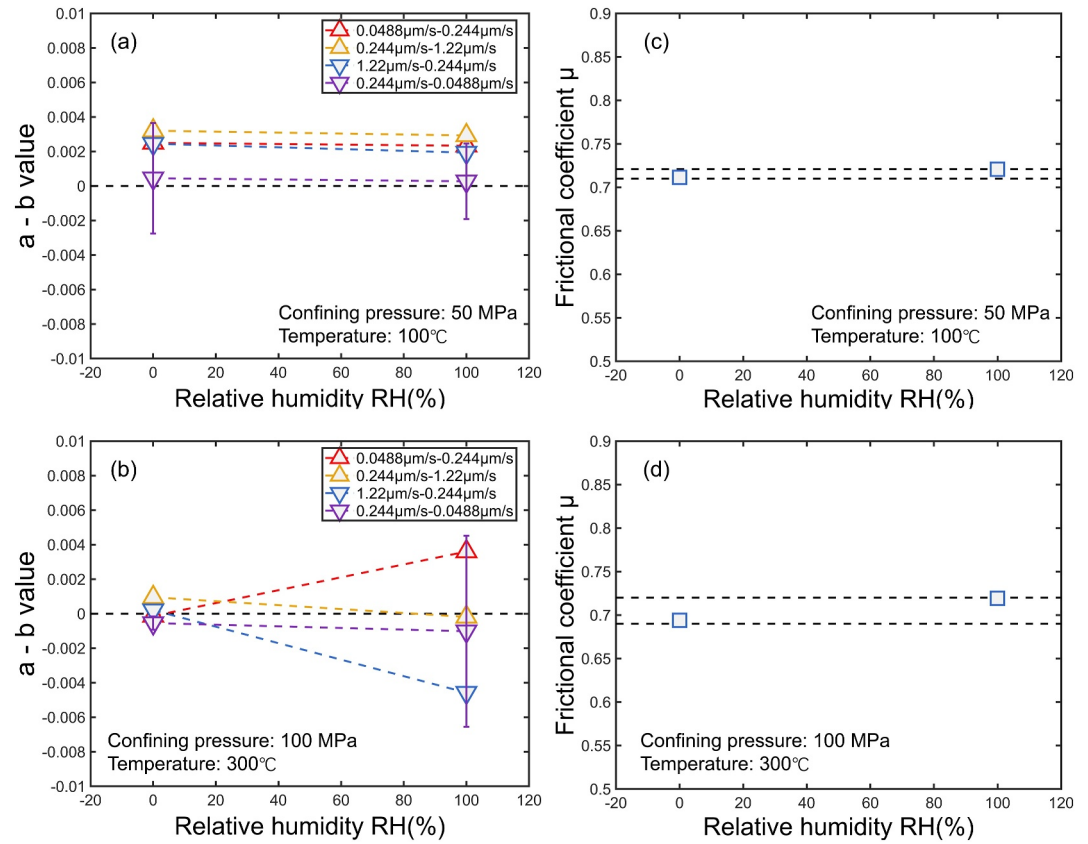 (a)
0.0488μm/s-0.244μm/s
0.244μm/s-1.22μm/s
1.22μm/s-0.244μm/s
0.244μm/s-0.0488μm/s
0.01
0.008
0.006
0.004
0.002
0
-0.002
-0.004
-0.006
-0.008
-0.01
a - b value
Confining pressure: 50 MPa
Temperature: 100℃
-20 0 20 40 60 80 100 120
Relative humidity RH(%)
(c)
0.9
0.85
0.8
0.75
0.7
0.65
0.6
0.55
0.5
Frictional coefficient μ
Confining pressure: 50 MPa
Temperature: 100℃
-20 0 20 40 60 80 100 120
Relative humidity RH(%)
(b)
0.0488μm/s-0.244μm/s
0.244μm/s-1.22μm/s
1.22μm/s-0.244μm/s
0.244μm/s-0.0488μm/s
0.01
0.008
0.006
0.004
0.002
0
-0.002
-0.004
-0.006
-0.008
-0.01
a - b value
Confining pressure: 100 MPa
Temperature: 300℃
-20 0 20 40 60 80 100 120
Relative humidity RH(%)
(d)
0.9
0.85
0.8
0.75
0.7
0.65
0.6
0.55
0.5
Frictional coefficient μ
Confining pressure: 100 MPa
Temperature: 300℃
-20 0 20 40 60 80 100 120
Relative humidity RH(%)